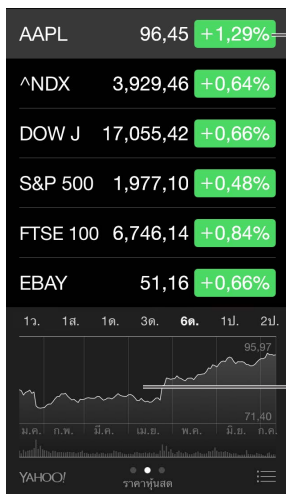 AAPL 96,45 +1,29%
^NDX 3,929,46 +0,64%
DOW J 17,055,42 +0,66%
S&P 500 1,977,10 +0,48%
FTSE 100 6,746,14 +0,84%
EBAY 51,16 +0,66%
1ว. 1ส. 1ด. 3ด. 6ด. 1ป. 2ป.
95,97
71,40
ม.ค. ก.พ. มี.ค. เม.ย. พ.ค. มิ.ย. ก.ค.
YAHOO!
ราคาหุ้นสด